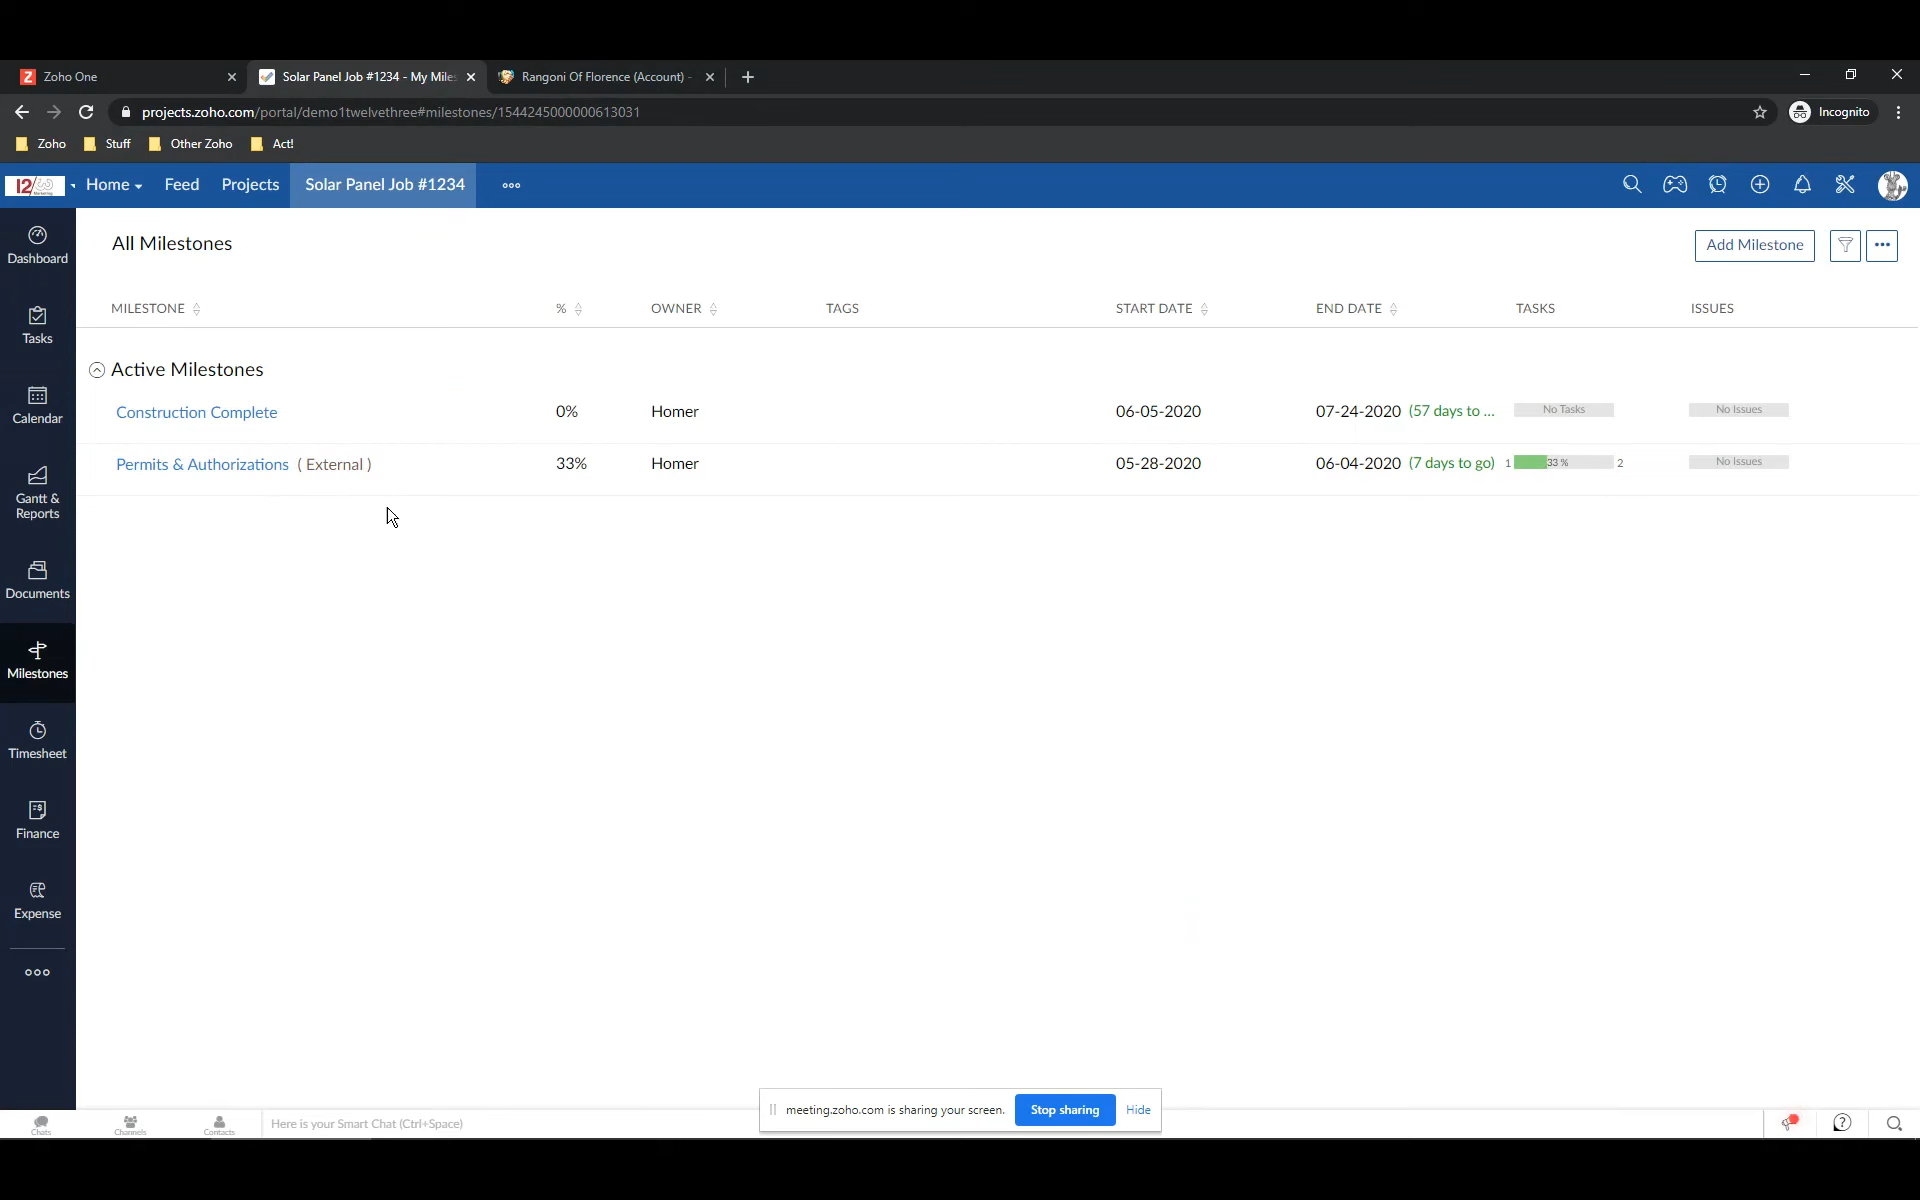 Zoho One
Solar Panel Job #1234 - My Miles
Rangoni Of Florence (Account) -
projects.zoho.com/portal/demo1twelvethree#milestones/1544245000000613031
Incognito
Zoho Stuff Other Zoho Act!
Home Feed Projects Solar Panel Job #1234
Dashboard
Tasks
Calendar
Gantt &
Reports
Documents
Milestones
Timesheet
Finance
Expense
All Milestones
Add Milestone
MILESTONE % OWNER TAGS START DATE END DATE TASKS ISSUES
Active Milestones
Construction Complete 0% Homer 06-05-2020 07-24-2020 (57 days to ... No Tasks No Issues
Permits & Authorizations ( External ) 33% Homer 05-28-2020 06-04-2020 (7 days to go) 1 33 % 2 No Issues
meeting.zoho.com is sharing your screen. Stop sharing Hide
Chats Channels Contacts Here is your Smart Chat (Ctrl+Space)